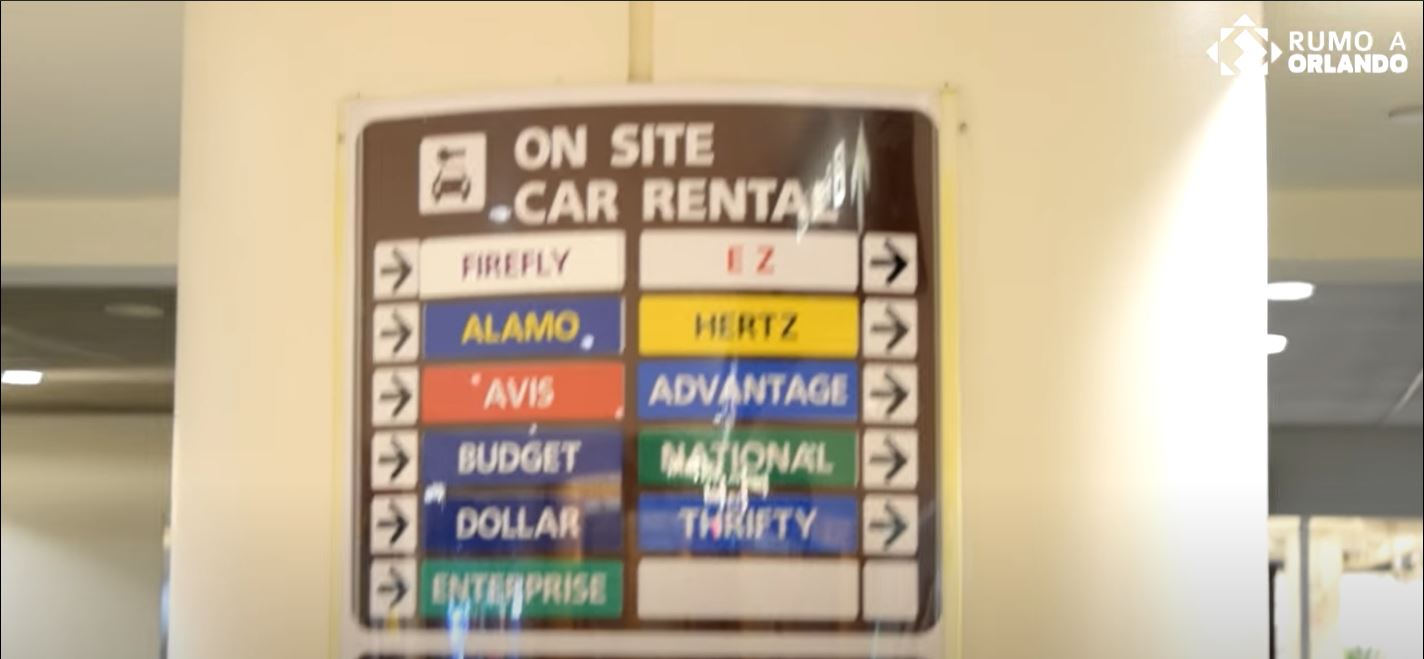 RUMO A
ORLANDO
ON SITE
CAR RENTAL
FIREFLY
E Z
ALAMO
HERTZ
AVIS
ADVANTAGE
BUDGET
NATIONAL
DOLLAR
THRIFTY
ENTERPRISE